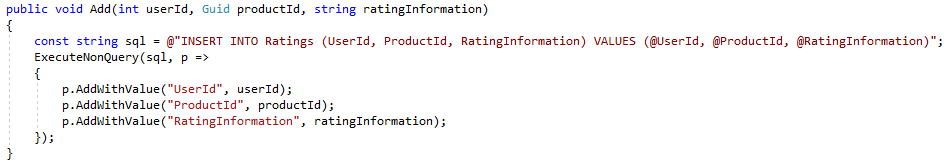 public void Add(int userId, Guid productId, string ratingInformation)
{
    const string sql = @"INSERT INTO Ratings (UserId, ProductId, RatingInformation) VALUES (@UserId, @ProductId, @RatingInformation)";
    ExecuteNonQuery(sql, p =>
    {
        p.AddWithValue("UserId", userId);
        p.AddWithValue("ProductId", productId);
        p.AddWithValue("RatingInformation", ratingInformation);
    });
}